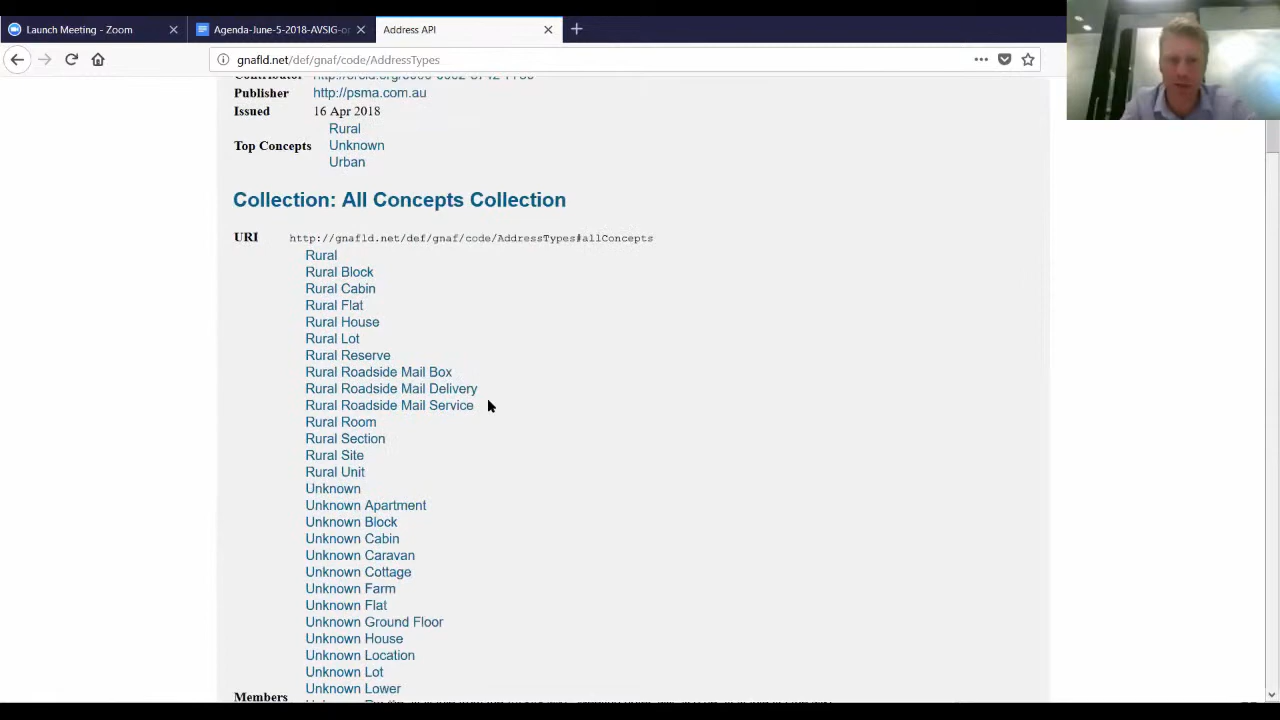 Launch Meeting - Zoom
Agenda-June-5-2018-AVSIG-or
Address API
gnafld.net/def/gnaf/code/AddressTypes
Contributor
Publisher http://psma.com.au
Issued 16 Apr 2018
Rural
Top Concepts Unknown
Urban
Collection: All Concepts Collection
URI http://gnafld.net/def/gnaf/code/AddressTypes#allConcepts
Rural
Rural Block
Rural Cabin
Rural Flat
Rural House
Rural Lot
Rural Reserve
Rural Roadside Mail Box
Rural Roadside Mail Delivery
Rural Roadside Mail Service
Rural Room
Rural Section
Rural Site
Rural Unit
Unknown
Unknown Apartment
Unknown Block
Unknown Cabin
Unknown Caravan
Unknown Cottage
Unknown Farm
Unknown Flat
Unknown Ground Floor
Unknown House
Unknown Location
Unknown Lot
Unknown Lower
Members